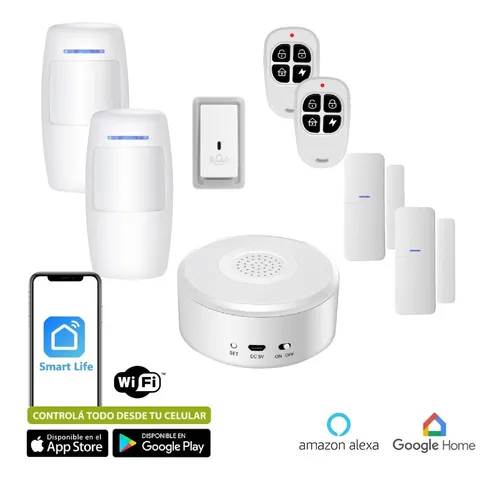 SET
DC 5V
ON OFF
Smart Life
WiFi™
CONTROLÁ TODO DESDE TU CELULAR
Disponible en el
App Store
DISPONIBLE EN
Google Play
amazon alexa
Google Home